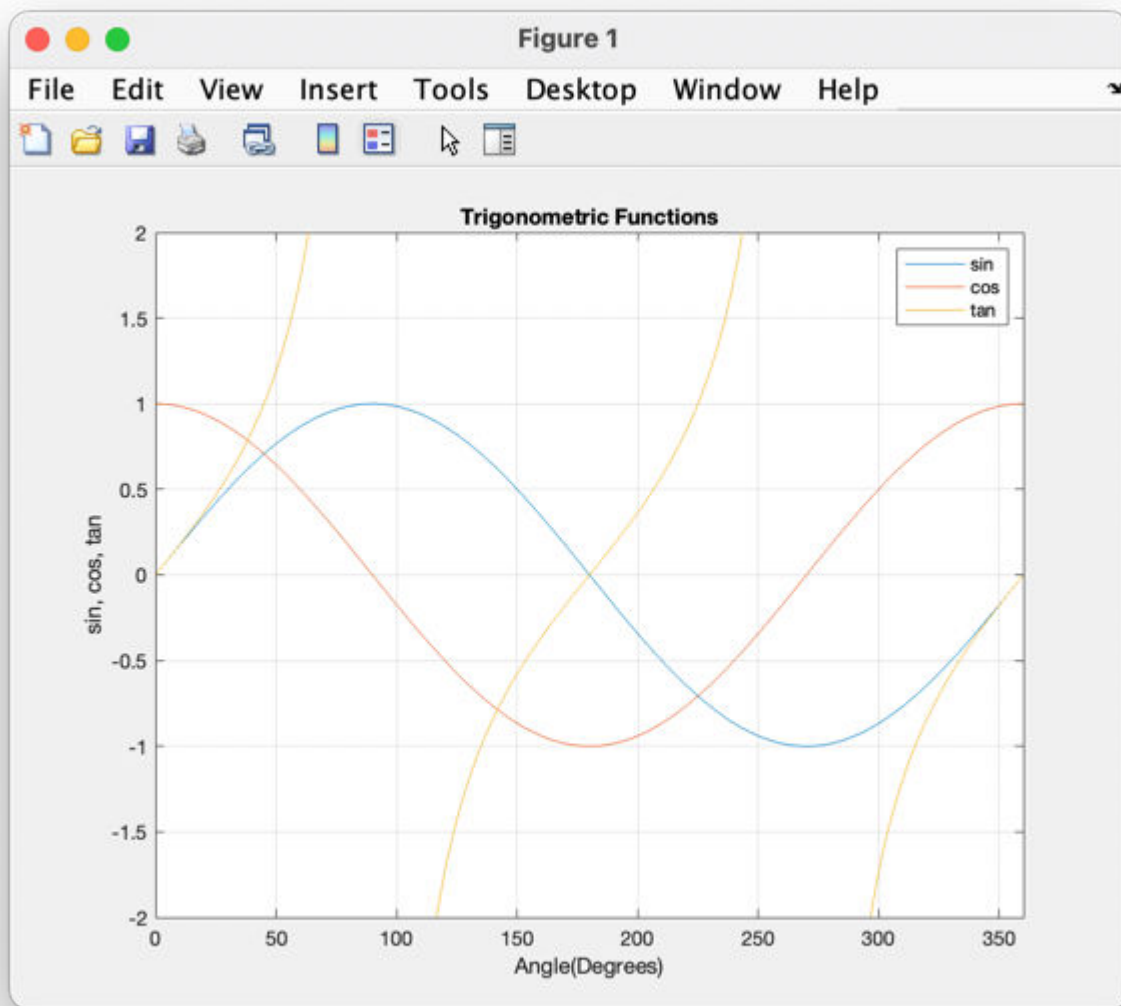 Figure 1
File Edit View Insert Tools Desktop Window Help
Trigonometric Functions
sin
cos
tan
2
1.5
1
0.5
0
-0.5
-1
-1.5
-2
sin, cos, tan
0 50 100 150 200 250 300 350
Angle(Degrees)